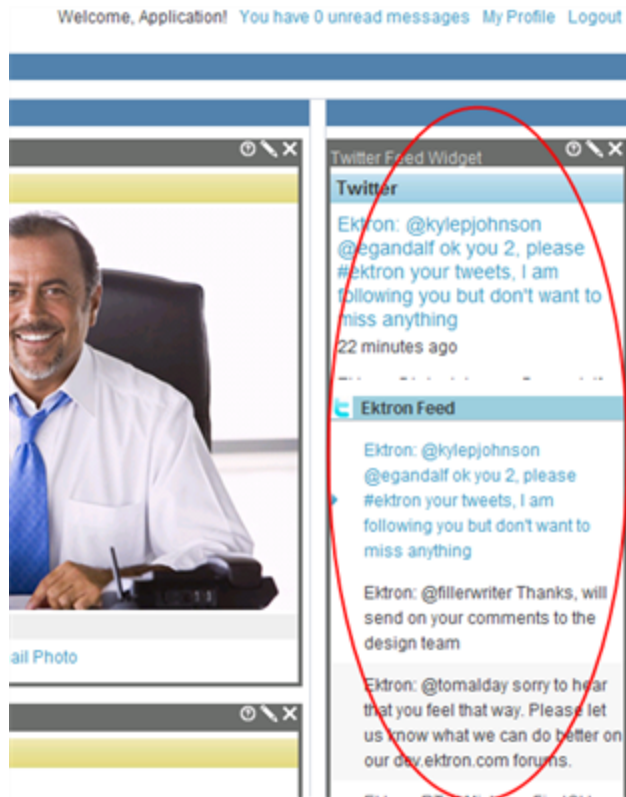 Welcome, Application! You have 0 unread messages My Profile Logout
Twitter Feed Widget
Twitter
Ektron: @kylepjohnson
@egandalf ok you 2, please
#ektron your tweets, I am
following you but don't want to
miss anything
22 minutes ago
Ektron Feed
Ektron: @kylepjohnson
@egandalf ok you 2, please
#ektron your tweets, I am
following you but don't want to
miss anything
Ektron: @fillerwriter Thanks, will
send on your comments to the
design team
Ektron: @tomalday sorry to hear
that you feel that way. Please let
us know what we can do better on
our dev.ektron.com forums.
ail Photo